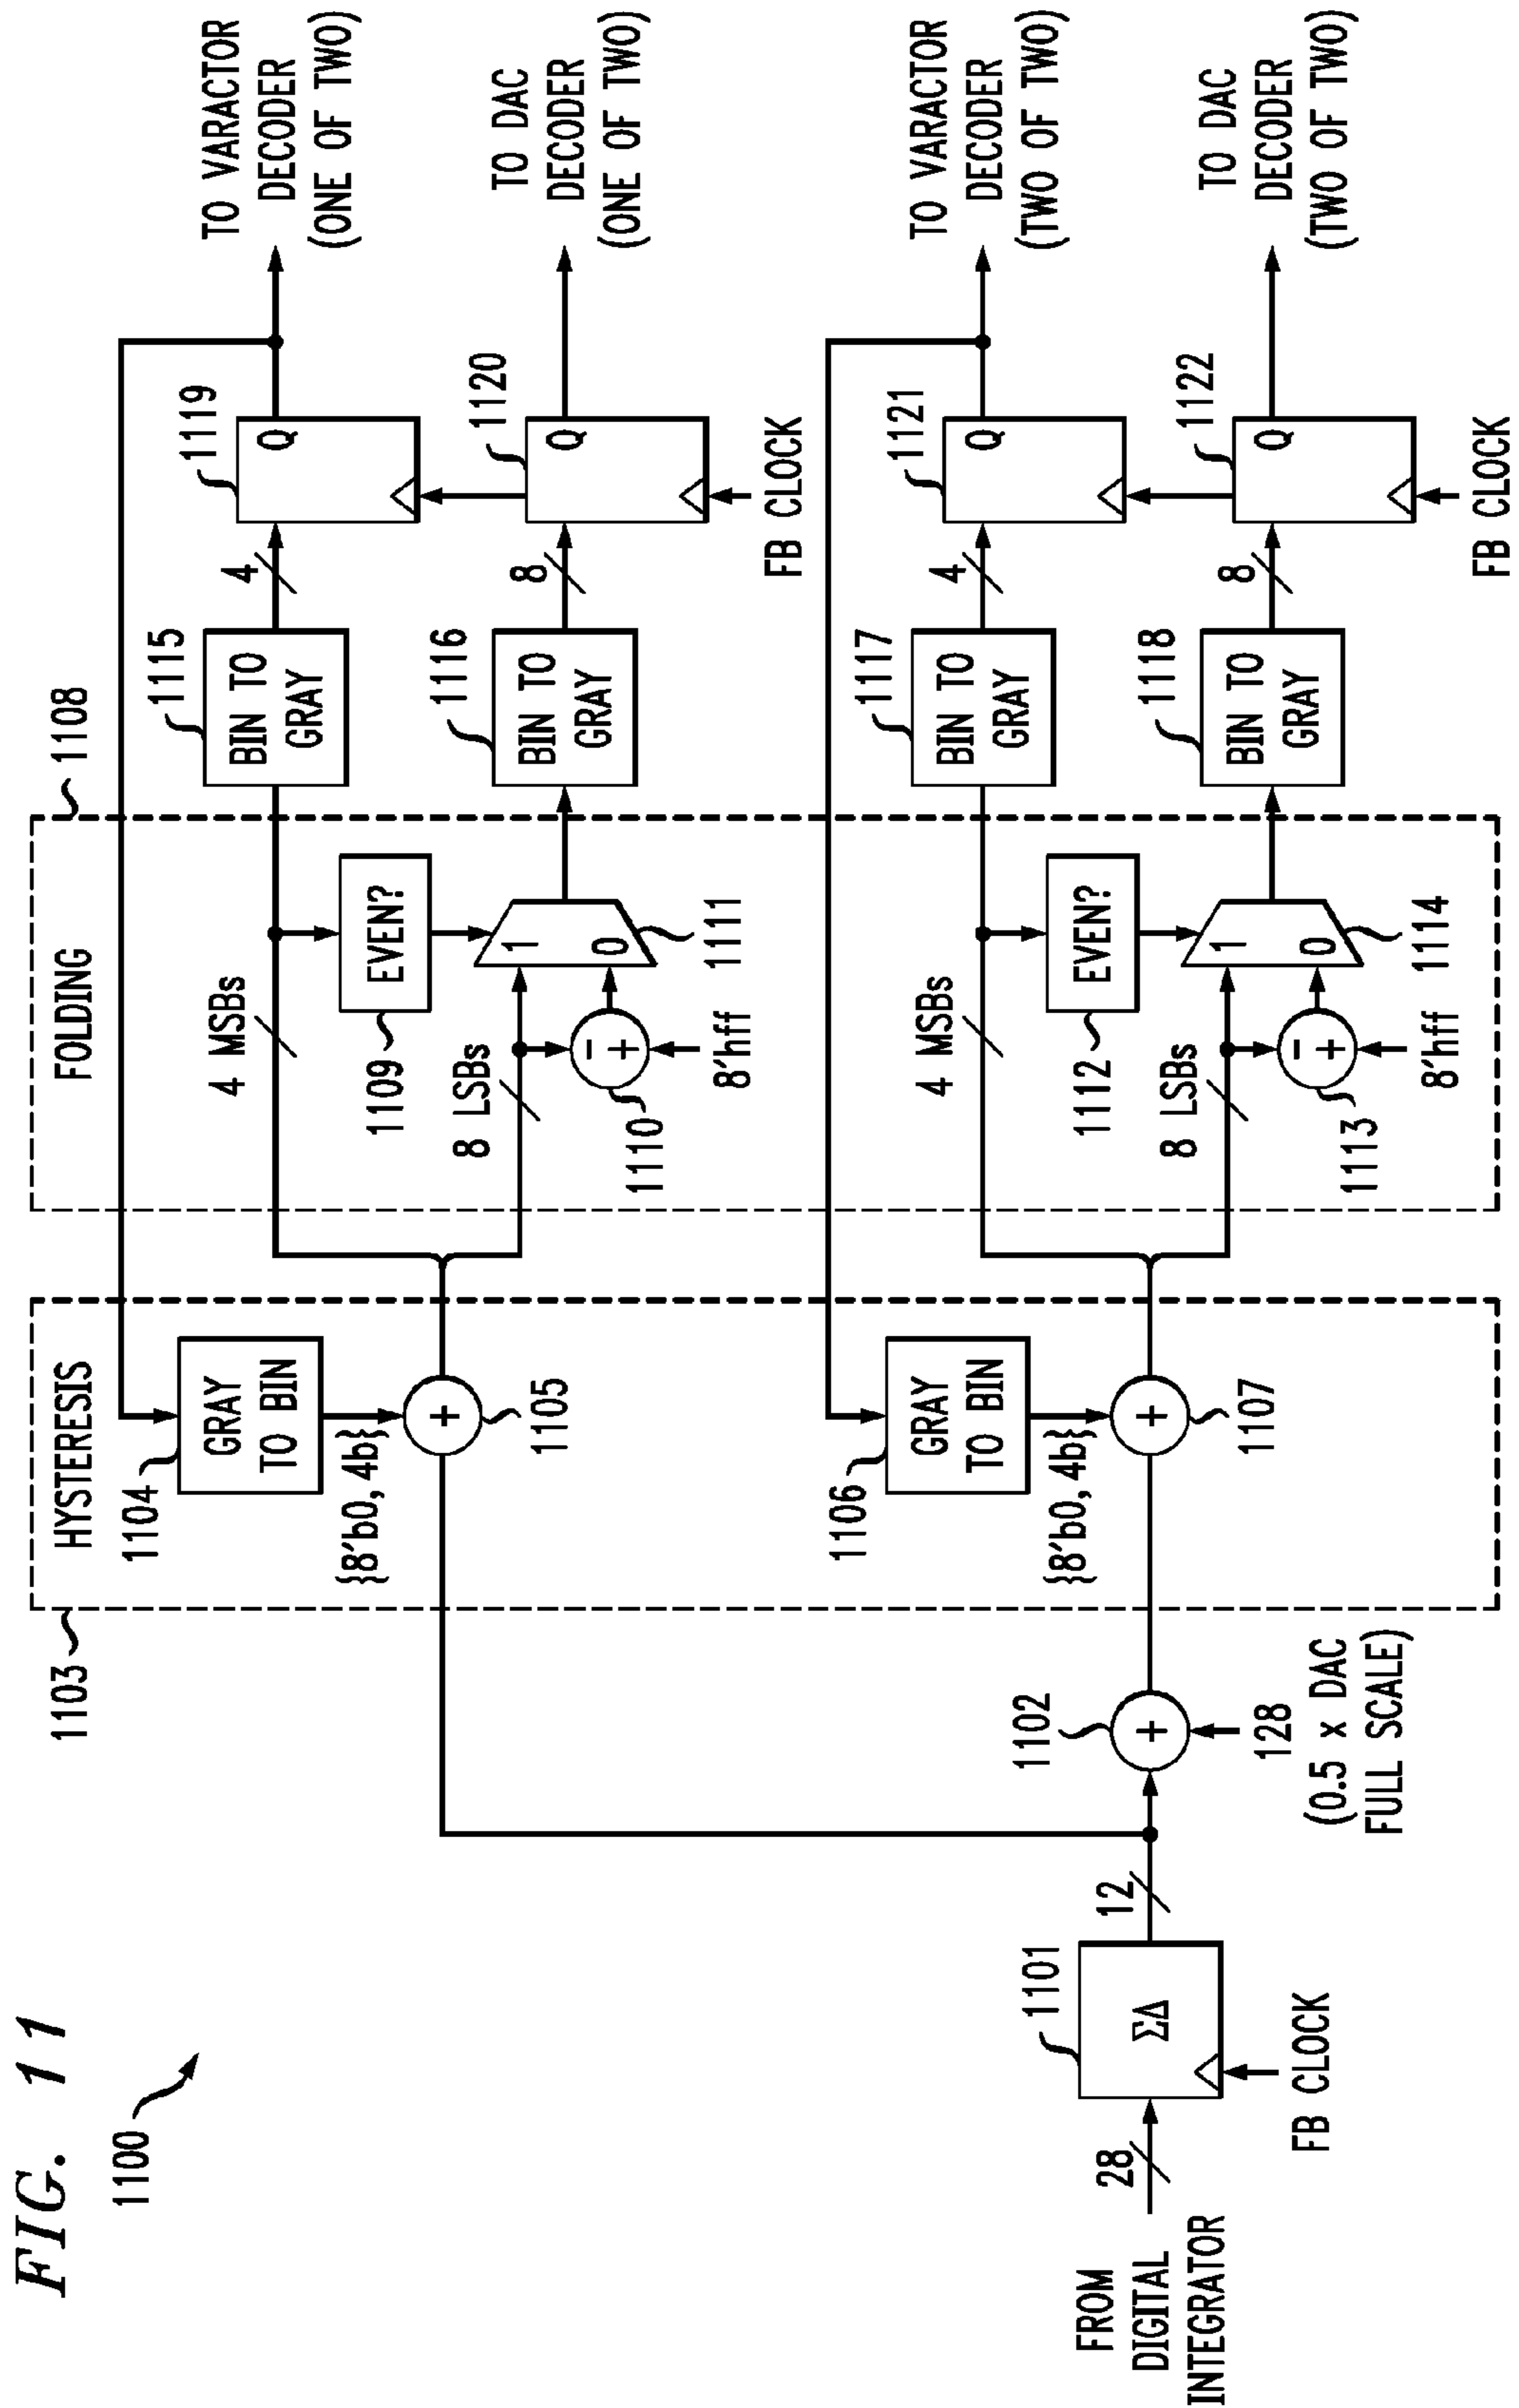 FIG. 11
1100
FROM
DIGITAL
INTEGRATOR
28
1101
ΣΔ
FB CLOCK
12
1102
+
128
(0.5 x DAC
FULL SCALE)
1103
HYSTERESIS
1104
GRAY
TO BIN
{8'b0, 4b}
+
1105
1106
GRAY
TO BIN
{8'b0, 4b}
+
1107
FOLDING
1108
4 MSBs
1109
EVEN?
8 LSBs
1110
-
+
8'hff
1
0
1111
4 MSBs
1112
EVEN?
8 LSBs
1113
-
+
8'hff
1
0
1114
1115
BIN TO
GRAY
4
1116
BIN TO
GRAY
8
1117
BIN TO
GRAY
4
1118
BIN TO
GRAY
8
1119
Q
1120
Q
FB CLOCK
1121
Q
1122
Q
FB CLOCK
TO VARACTOR
DECODER
(ONE OF TWO)
TO DAC
DECODER
(ONE OF TWO)
TO VARACTOR
DECODER
(TWO OF TWO)
TO DAC
DECODER
(TWO OF TWO)